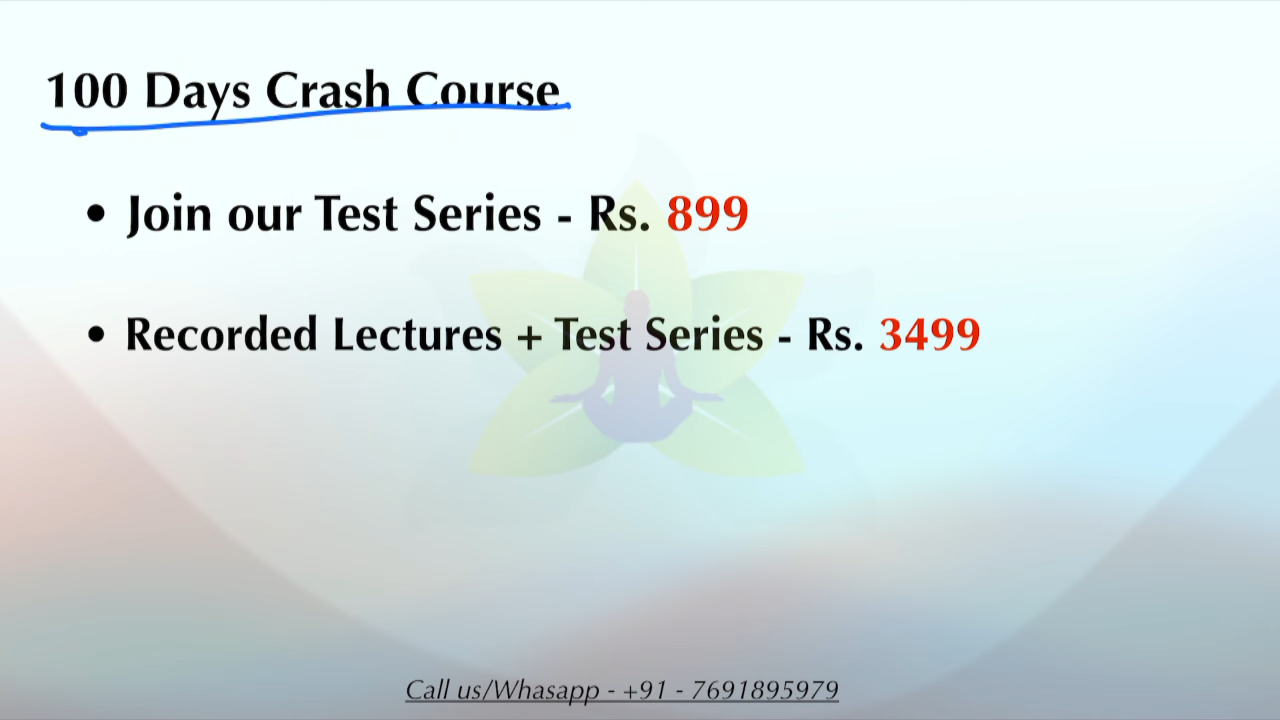 100 Days Crash Course
• Join our Test Series - Rs. 899
• Recorded Lectures + Test Series - Rs. 3499
Call us/Whasapp - +91 - 7691895979